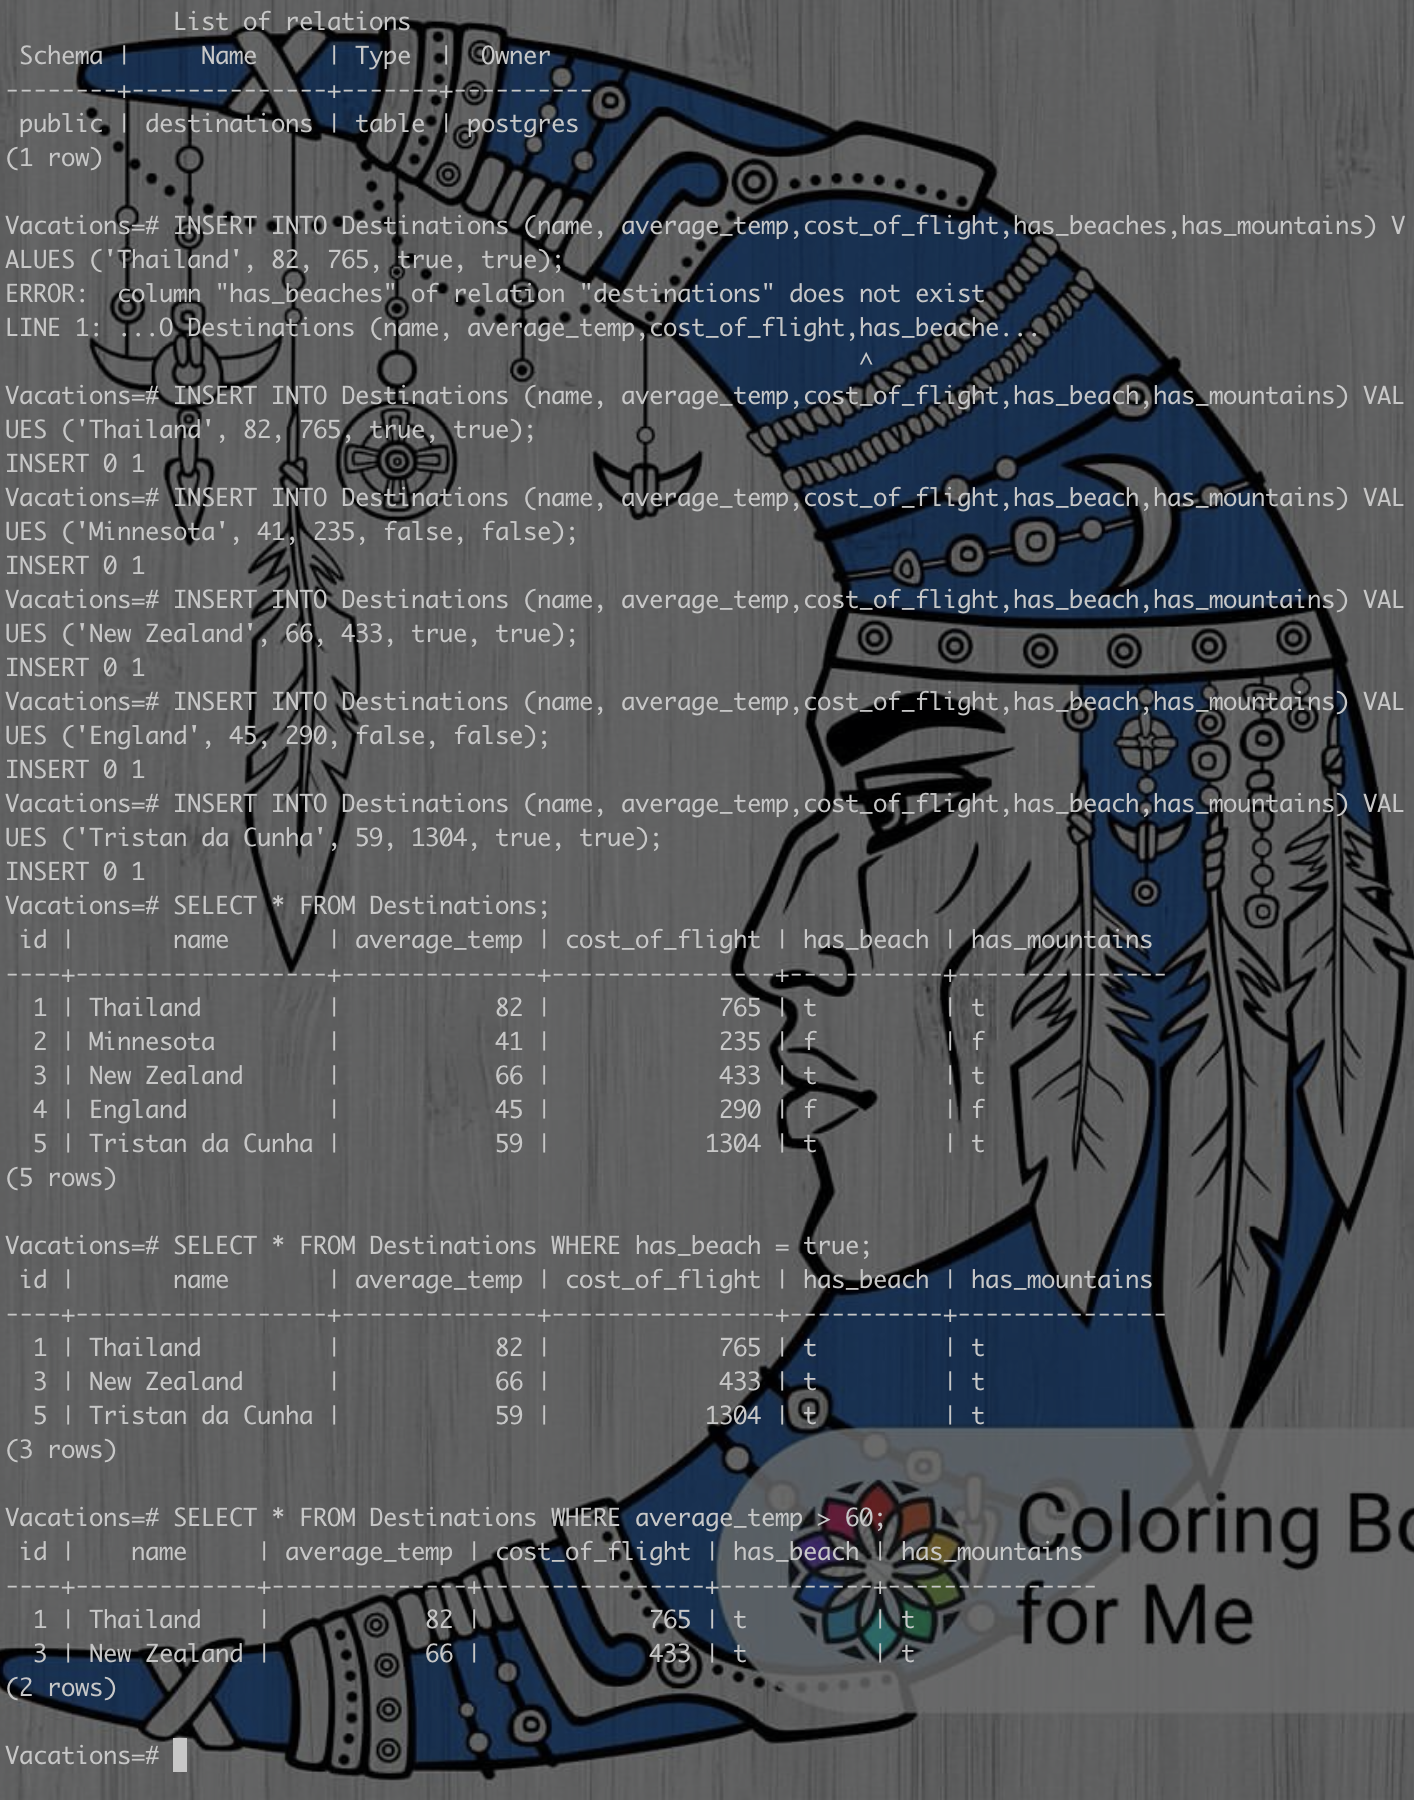 List of relations
 Schema |     Name     | Type  |  Owner
--------+--------------+-------+----------
 public | destinations | table | postgres
(1 row)

Vacations=# INSERT INTO Destinations (name, average_temp,cost_of_flight,has_beaches,has_mountains) V
ALUES ('Thailand', 82, 765, true, true);
ERROR:  column "has_beaches" of relation "destinations" does not exist
LINE 1: ...O Destinations (name, average_temp,cost_of_flight,has_beache...
                                                             ^
Vacations=# INSERT INTO Destinations (name, average_temp,cost_of_flight,has_beach,has_mountains) VAL
UES ('Thailand', 82, 765, true, true);
INSERT 0 1
Vacations=# INSERT INTO Destinations (name, average_temp,cost_of_flight,has_beach,has_mountains) VAL
UES ('Minnesota', 41, 235, false, false);
INSERT 0 1
Vacations=# INSERT INTO Destinations (name, average_temp,cost_of_flight,has_beach,has_mountains) VAL
UES ('New Zealand', 66, 433, true, true);
INSERT 0 1
Vacations=# INSERT INTO Destinations (name, average_temp,cost_of_flight,has_beach,has_mountains) VAL
UES ('England', 45, 290, false, false);
INSERT 0 1
Vacations=# INSERT INTO Destinations (name, average_temp,cost_of_flight,has_beach,has_mountains) VAL
UES ('Tristan da Cunha', 59, 1304, true, true);
INSERT 0 1
Vacations=# SELECT * FROM Destinations;
 id |       name       | average_temp | cost_of_flight | has_beach | has_mountains
----+------------------+--------------+----------------+-----------+---------------
  1 | Thailand         |           82 |            765 | t         | t
  2 | Minnesota        |           41 |            235 | f         | f
  3 | New Zealand      |           66 |            433 | t         | t
  4 | England          |           45 |            290 | f         | f
  5 | Tristan da Cunha |           59 |           1304 | t         | t
(5 rows)

Vacations=# SELECT * FROM Destinations WHERE has_beach = true;
 id |       name       | average_temp | cost_of_flight | has_beach | has_mountains
----+------------------+--------------+----------------+-----------+---------------
  1 | Thailand         |           82 |            765 | t         | t
  3 | New Zealand      |           66 |            433 | t         | t
  5 | Tristan da Cunha |           59 |           1304 | t         | t
(3 rows)

Vacations=# SELECT * FROM Destinations WHERE average_temp > 60;
 id |    name     | average_temp | cost_of_flight | has_beach | has_mountains
----+-------------+--------------+----------------+-----------+---------------
  1 | Thailand    |           82 |            765 | t         | t
  3 | New Zealand |           66 |            433 | t         | t
(2 rows)

Vacations=#
Coloring Bo
for Me